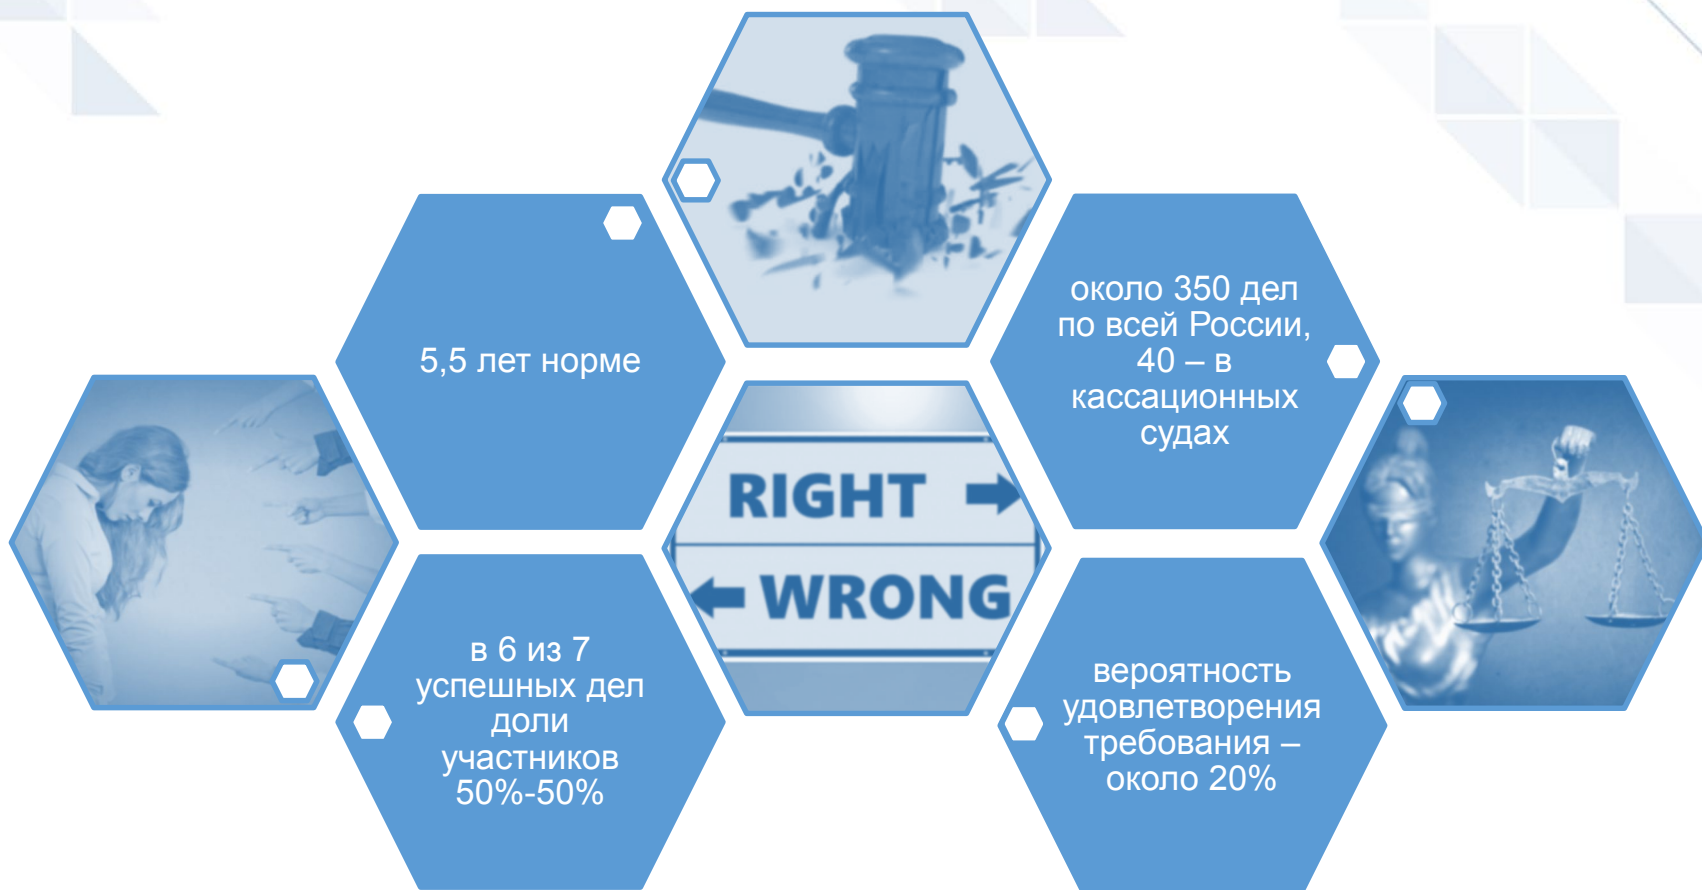 5,5 лет норме
около 350 дел
по всей России,
40 – в
кассационных
судах
RIGHT
WRONG
в 6 из 7
успешных дел
доли
участников
50%-50%
вероятность
удовлетворения
требования –
около 20%